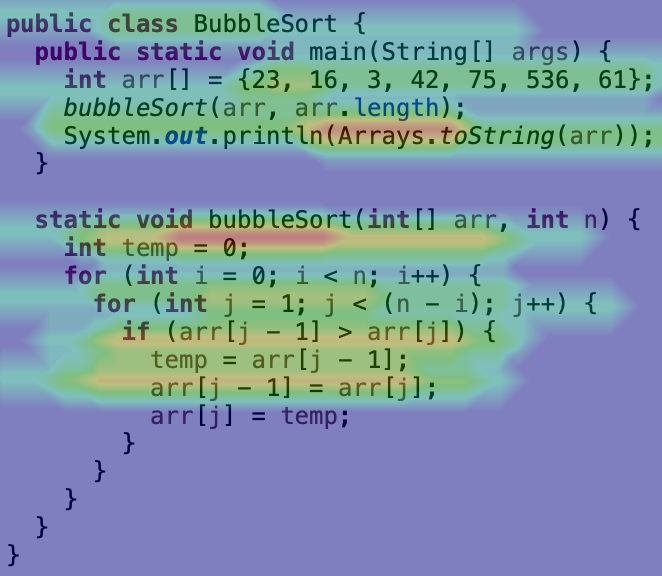 public class BubbleSort {
  public static void main(String[] args) {
    int arr[] = {23, 16, 3, 42, 75, 536, 61};
    bubbleSort(arr, arr.length);
    System.out.println(Arrays.toString(arr));
  }

  static void bubbleSort(int[] arr, int n) {
    int temp = 0;
    for (int i = 0; i < n; i++) {
      for (int j = 1; j < (n - i); j++) {
        if (arr[j - 1] > arr[j]) {
          temp = arr[j - 1];
          arr[j - 1] = arr[j];
          arr[j] = temp;
        }
      }
    }
  }
}